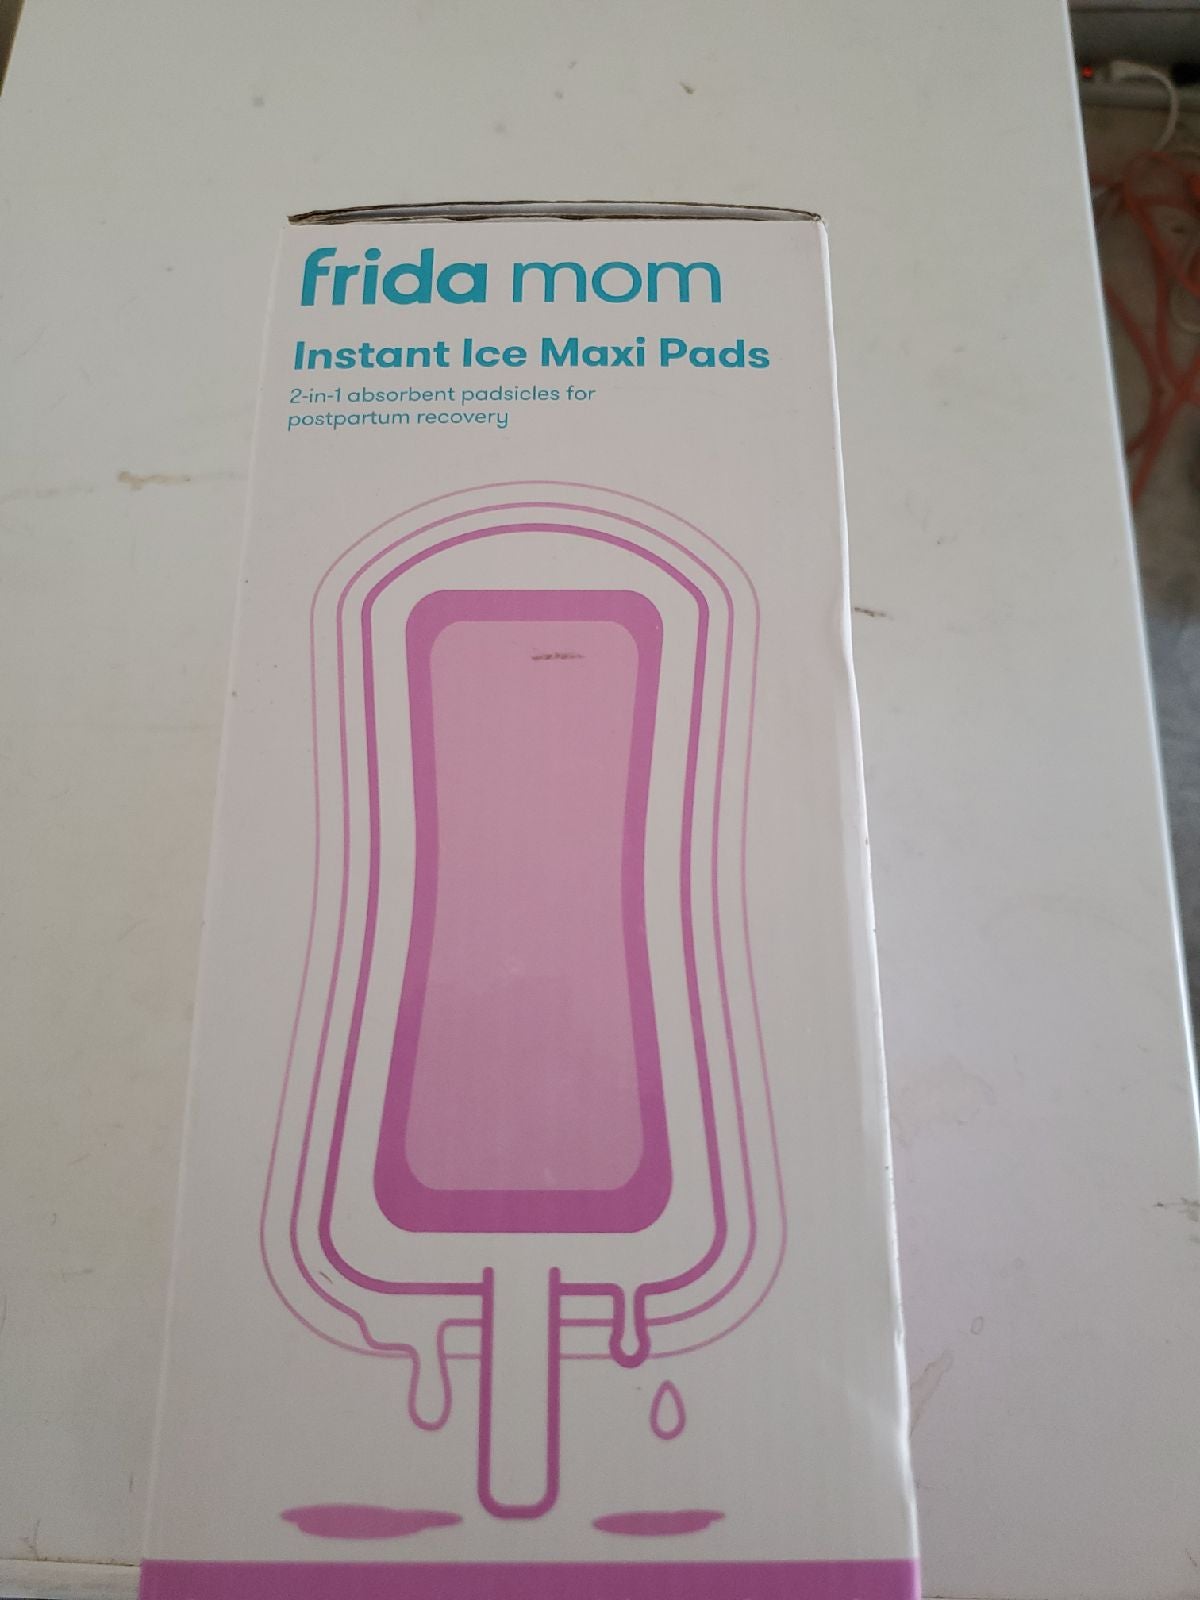 frida mom
Instant Ice Maxi Pads
2-in-1 absorbent padsicles for
postpartum recovery